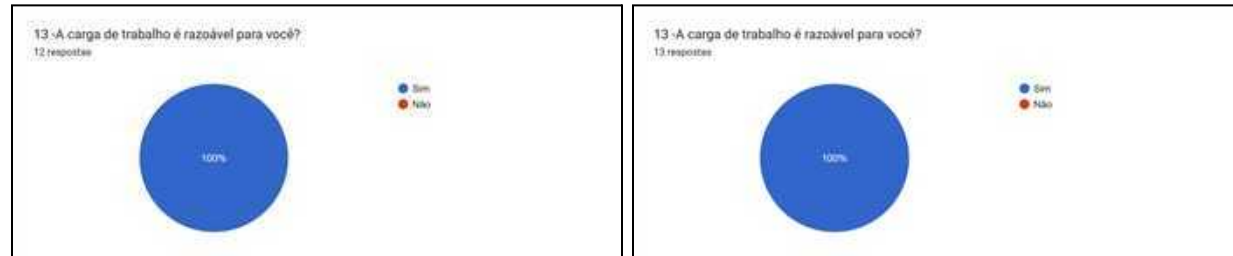 13 -A carga de trabalho é razoável para você?
12 respostas
Sim
Não
100%
13 -A carga de trabalho é razoável para você?
13 respostas
Sim
Não
100%